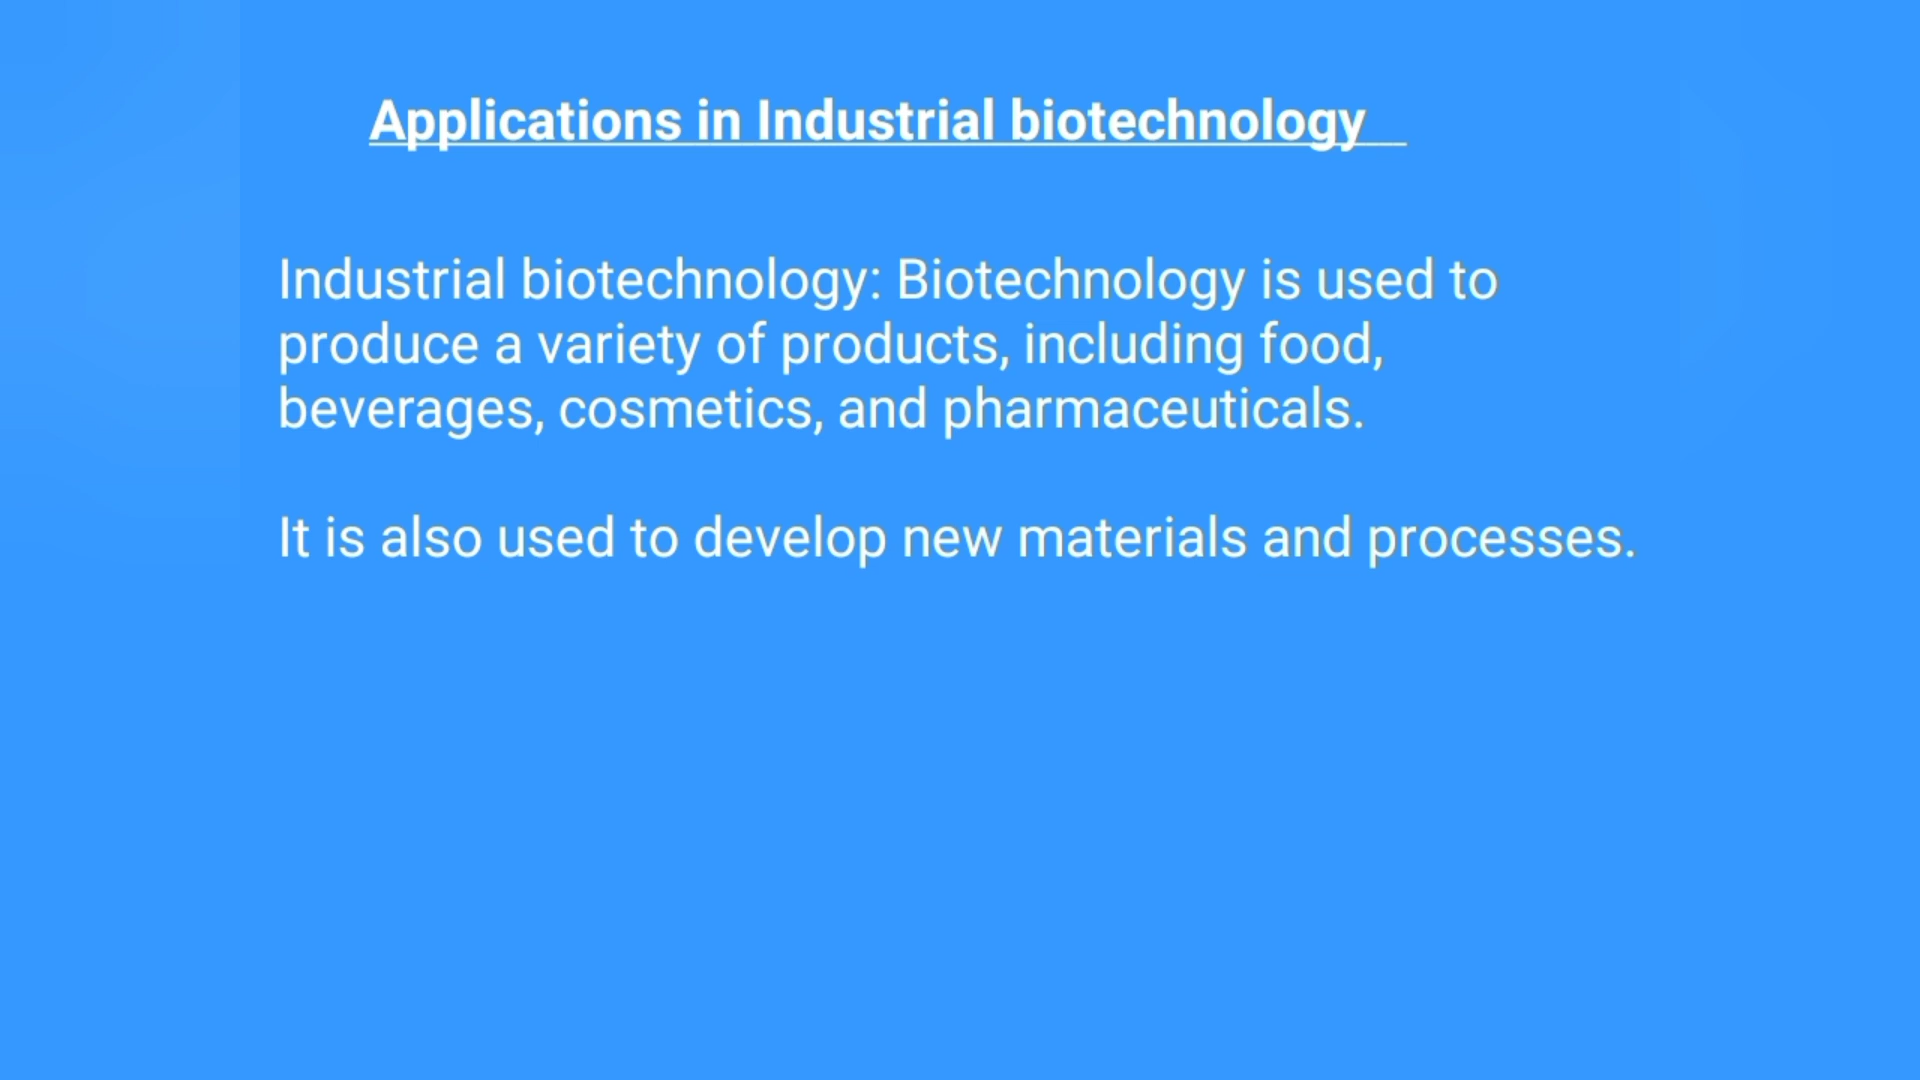 Applications in Industrial biotechnology
Industrial biotechnology: Biotechnology is used to
produce a variety of products, including food,
beverages, cosmetics, and pharmaceuticals.
It is also used to develop new materials and processes.